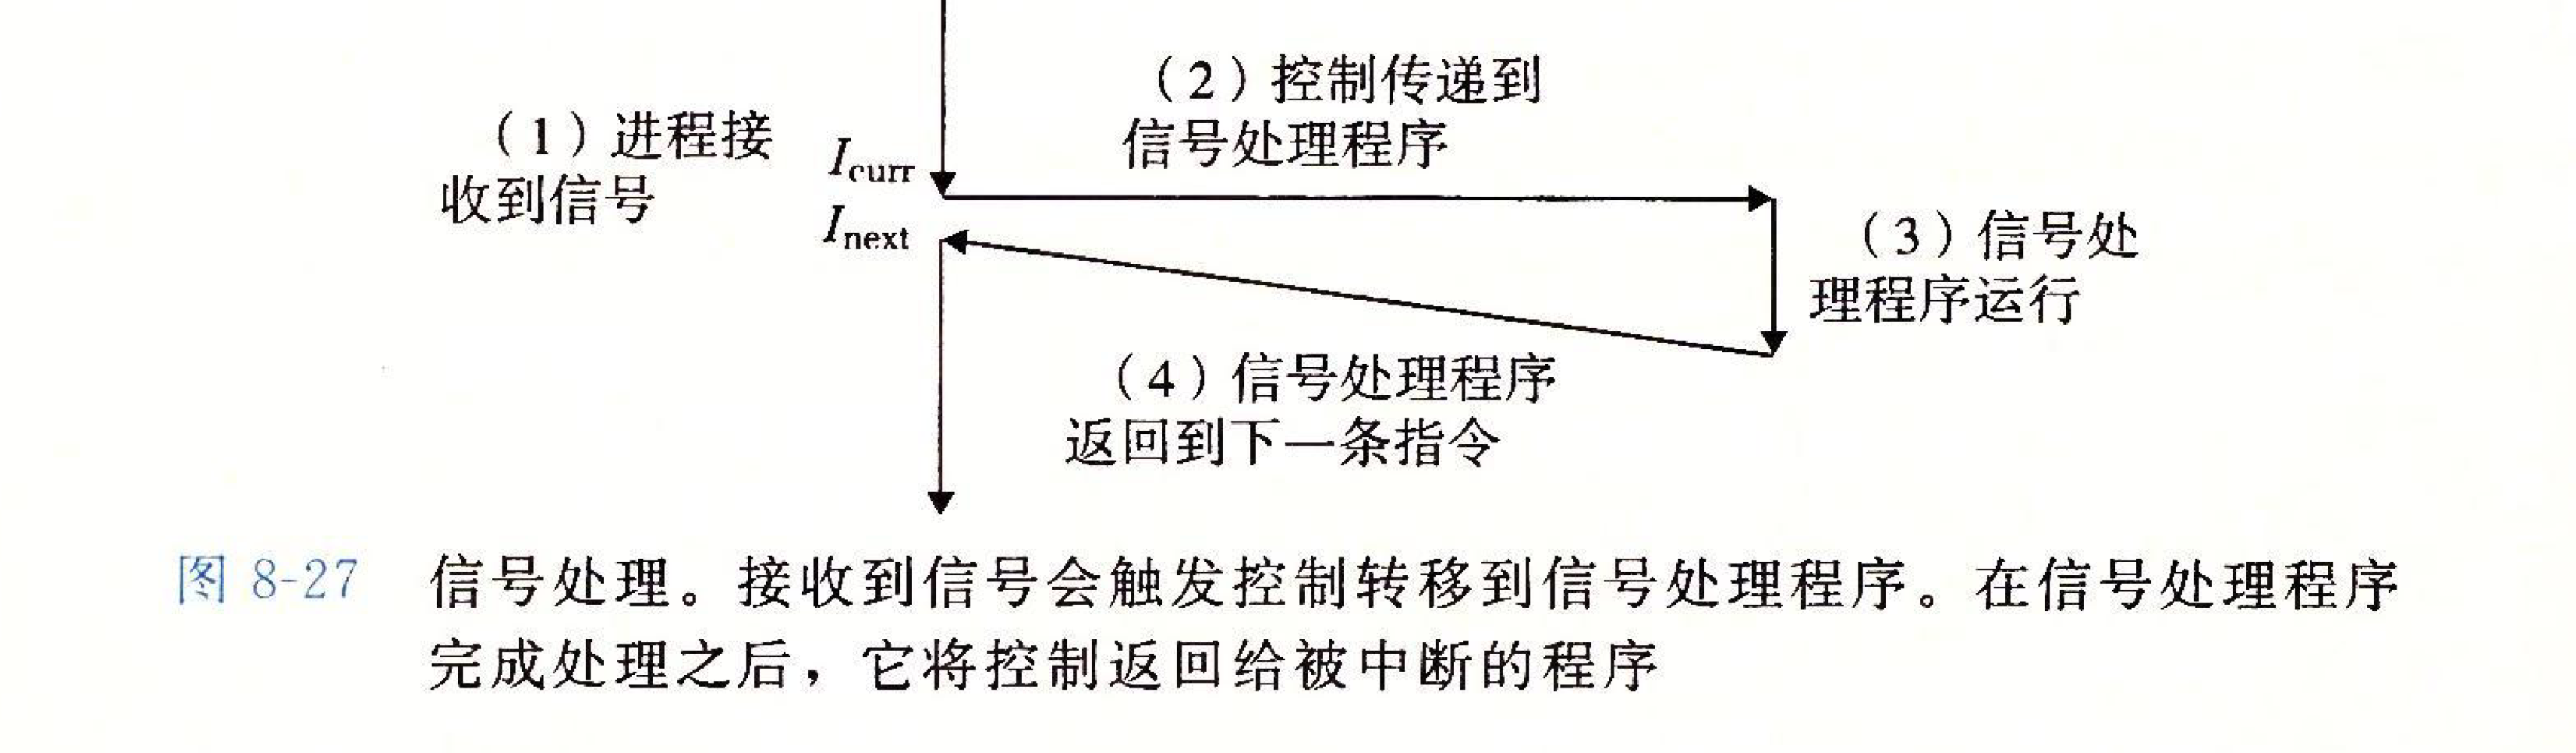 （1）进程接
收到信号
I_curr
I_next
（2）控制传递到
信号处理程序
（3）信号处
理程序运行
（4）信号处理程序
返回到下一条指令
图 8-27 信号处理。接收到信号会触发控制转移到信号处理程序。在信号处理程序
完成处理之后，它将控制返回给被中断的程序